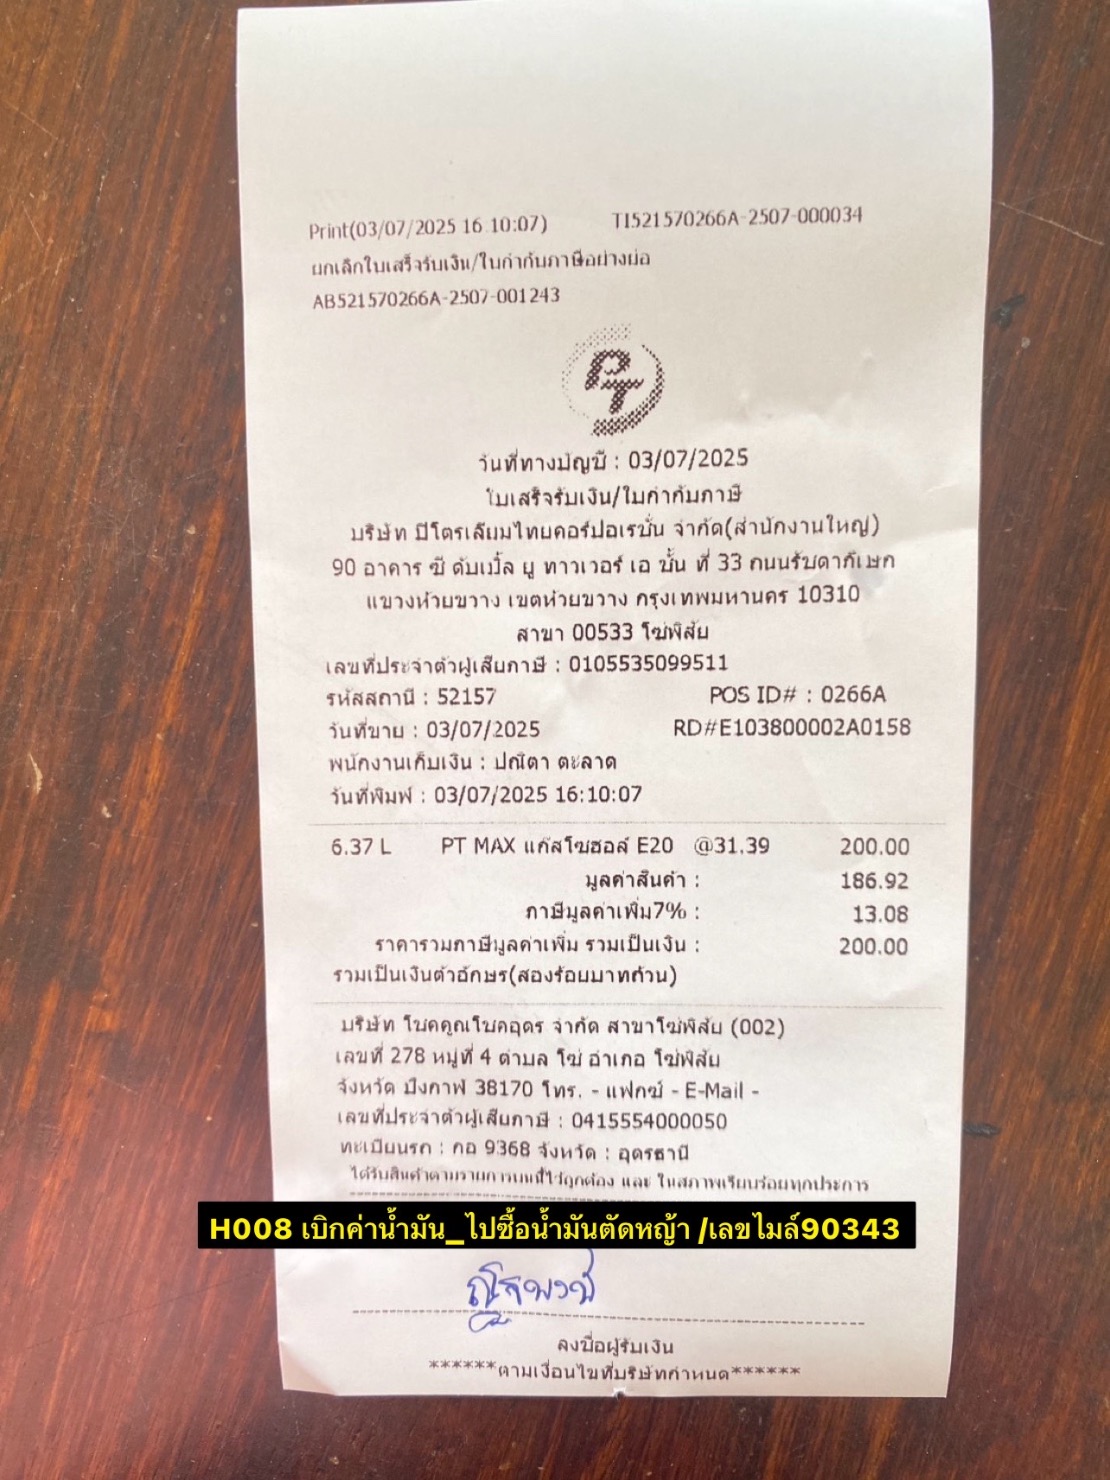 Print(03/07/2025 16:10:07) TI521570266A-2507-000034
ยกเลิกใบเสร็จรับเงิน/ใบกำกับภาษีอย่างย่อ
AB521570266A-2507-001243
PT
วันที่ทางบัญชี : 03/07/2025
ใบเสร็จรับเงิน/ใบกำกับภาษี
บริษัท ปิโตรเลียมไทยคอร์ปอเรชั่น จำกัด(สำนักงานใหญ่)
90 อาคาร ซี ดับเบิ้ล ยู ทาวเวอร์ เอ ชั้น ที่ 33 ถนนรัชดาภิเษก
แขวงห้วยขวาง เขตห้วยขวาง กรุงเทพมหานคร 10310
สาขา 00533 โซ่พิสัย
เลขที่ประจำตัวผู้เสียภาษี : 0105535099511
รหัสสถานี : 52157 POS ID# : 0266A
วันที่ขาย : 03/07/2025 RD#E103800002A0158
พนักงานเก็บเงิน : ปณิตา ตะลาด
วันที่พิมพ์ : 03/07/2025 16:10:07
6.37 L PT MAX แก๊สโซฮอล์ E20 @31.39 200.00
มูลค่าสินค้า : 186.92
ภาษีมูลค่าเพิ่ม7% : 13.08
ราคารวมภาษีมูลค่าเพิ่ม รวมเป็นเงิน : 200.00
รวมเป็นเงินตัวอักษร(สองร้อยบาทถ้วน)
บริษัท โชคคูณโชคอุดร จำกัด สาขาโซ่พิสัย (002)
เลขที่ 278 หมู่ที่ 4 ตำบล โซ่ อำเภอ โซ่พิสัย
จังหวัด บึงกาฬ 38170 โทร. - แฟกซ์ - E-Mail -
เลขที่ประจำตัวผู้เสียภาษี : 0415554000050
ทะเบียนรถ : กอ 9368 จังหวัด : อุดรธานี
ได้รับสินค้าตามรายการบนนี้ไว้ถูกต้อง และ ในสภาพเรียบร้อยทุกประการ
H008 เบิกค่าน้ำมัน_ไปซื้อน้ำมันตัดหญ้า /เลขไมล์90343
ลงชื่อผู้รับเงิน
******ตามเงื่อนไขที่บริษัทกำหนด******